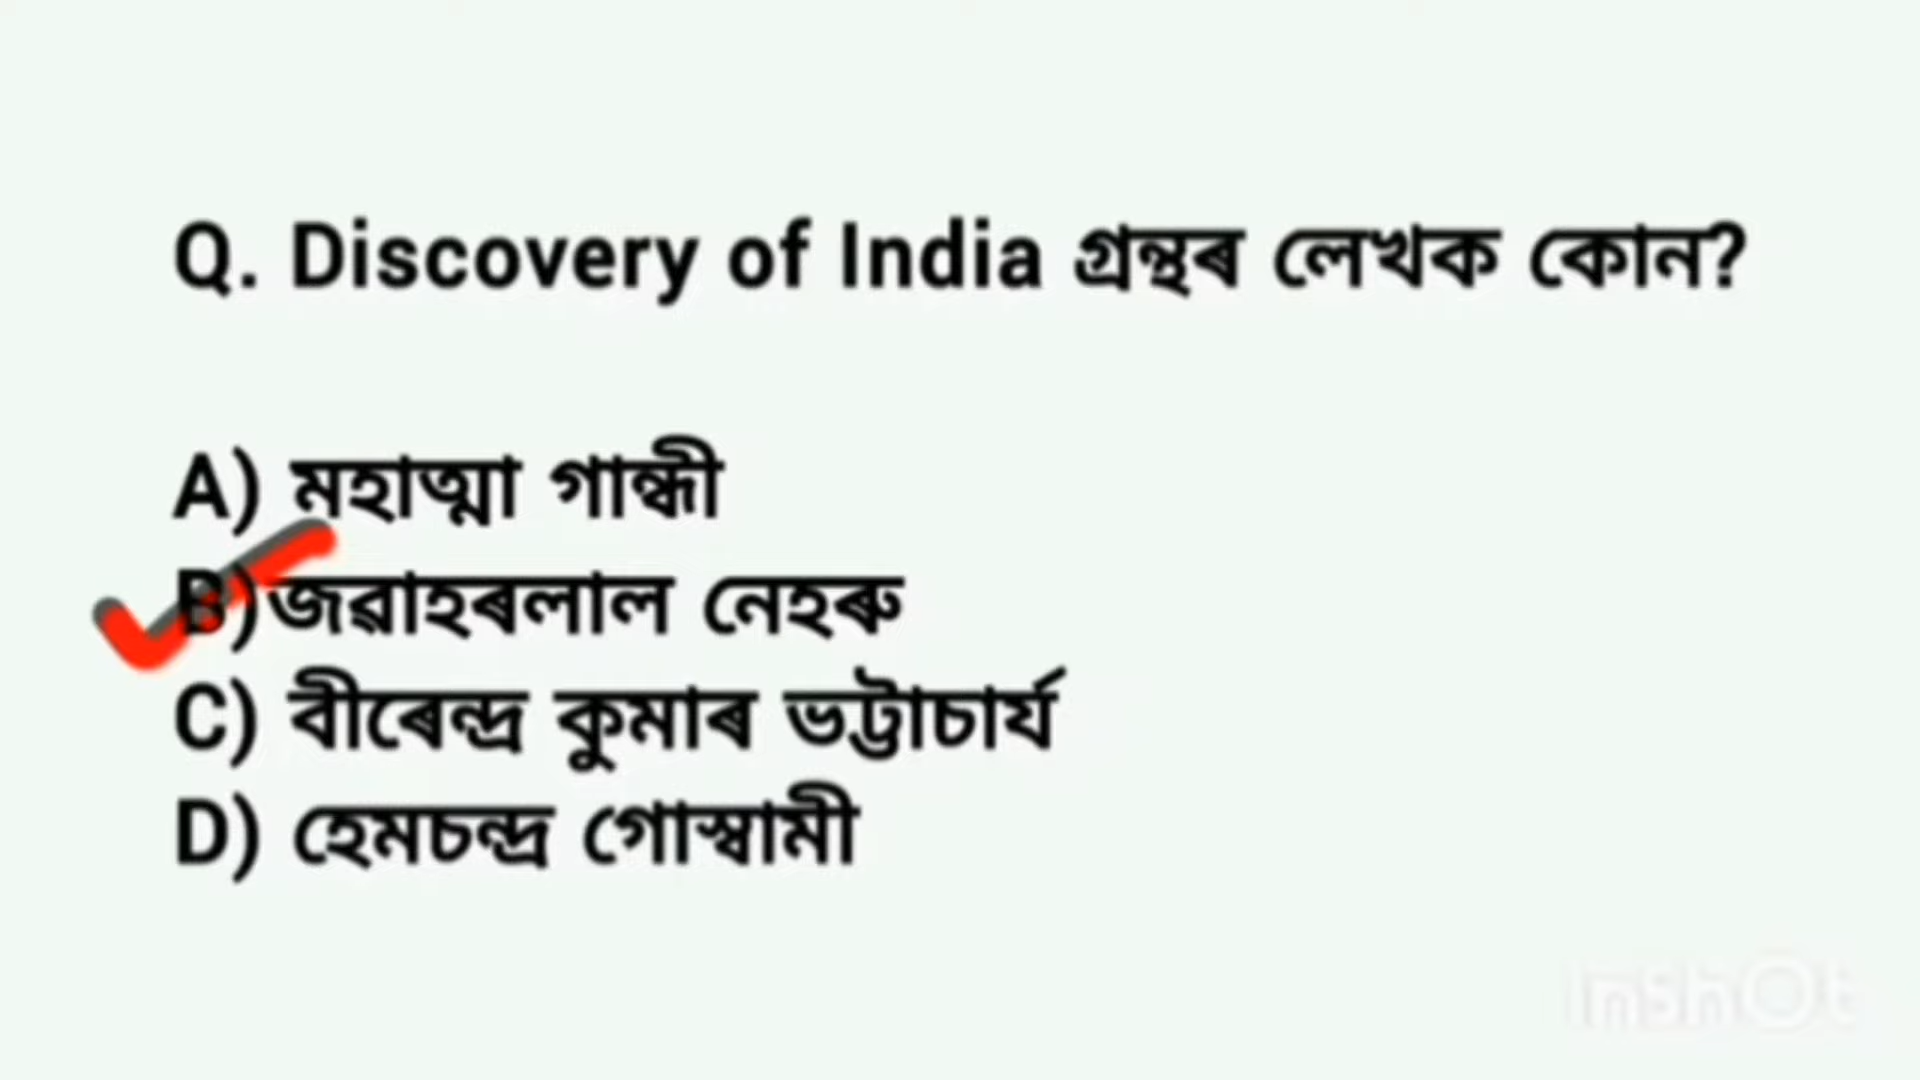 Q. Discovery of India গ্ৰন্থৰ লেখক কোন?
A) মহাত্মা গান্ধী
B)জৱাহৰলাল নেহৰু
C) বীৰেন্দ্ৰ কুমাৰ ভট্টাচাৰ্য
D) হেমচন্দ্ৰ গোস্বামী
InShOt